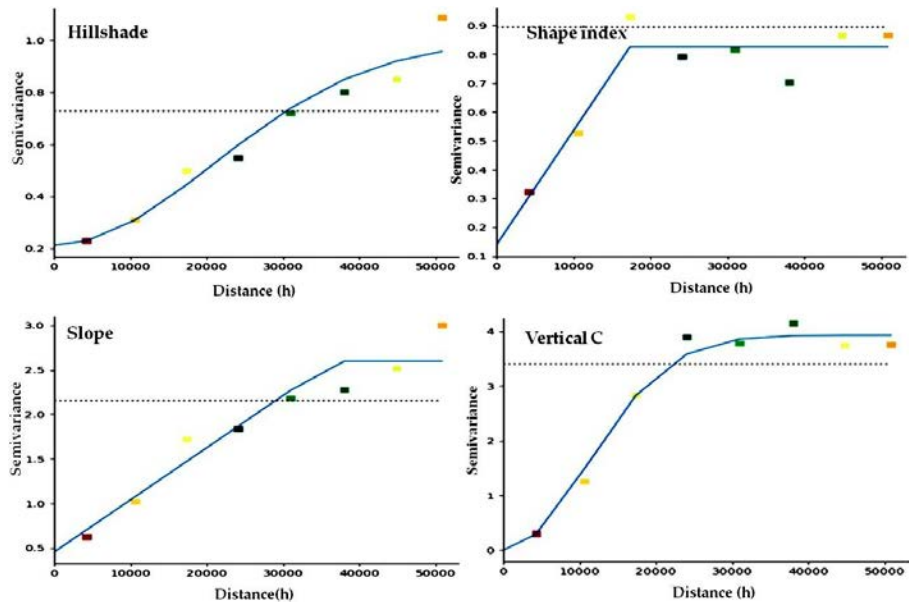 Hillshade
Semivariance
1.0
0.8
0.6
0.4
0.2
0 10000 20000 30000 40000 50000
Distance (h)
Shape index
Semivariance
0.9
0.8
0.7
0.6
0.5
0.4
0.3
0.2
0.1
0 10000 20000 30000 40000 50000
Distance (h)
Slope
Semivariance
3.0
2.5
2.0
1.5
1.0
0.5
0 10000 20000 30000 40000 50000
Distance(h)
Vertical C
Semivariance
4
3
2
1
0
0 10000 20000 30000 40000 50000
Distance (h)